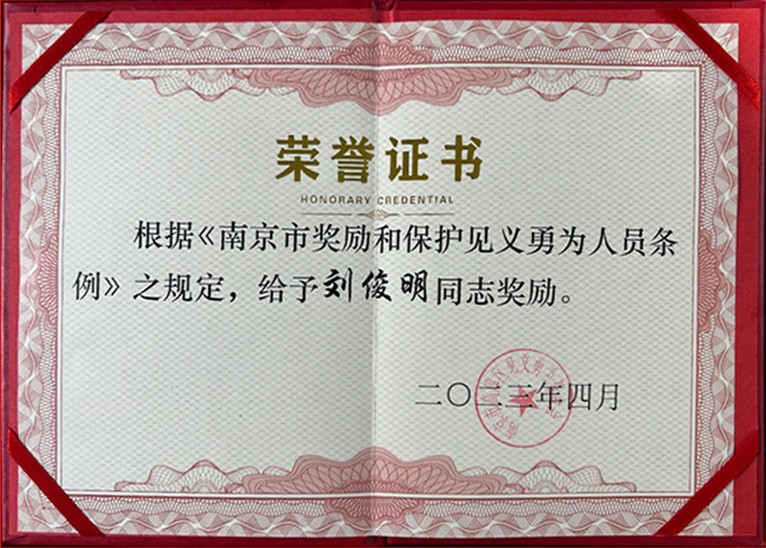 荣誉证书
HONORARY CREDENTIAL
根据《南京市奖励和保护见义勇为人员条
例》之规定，给予刘俊明同志奖励。
二〇二三年四月